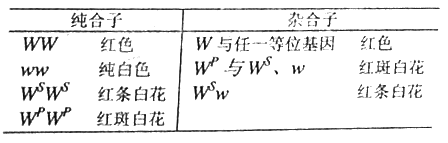 纯合子 杂合子
WW 红色 W 与任一等位基因 红色
ww 纯白色 W^P 与 W^S、w 红斑白花
W^SW^S 红条白花 W^Sw 红条白花
W^PW^P 红斑白花